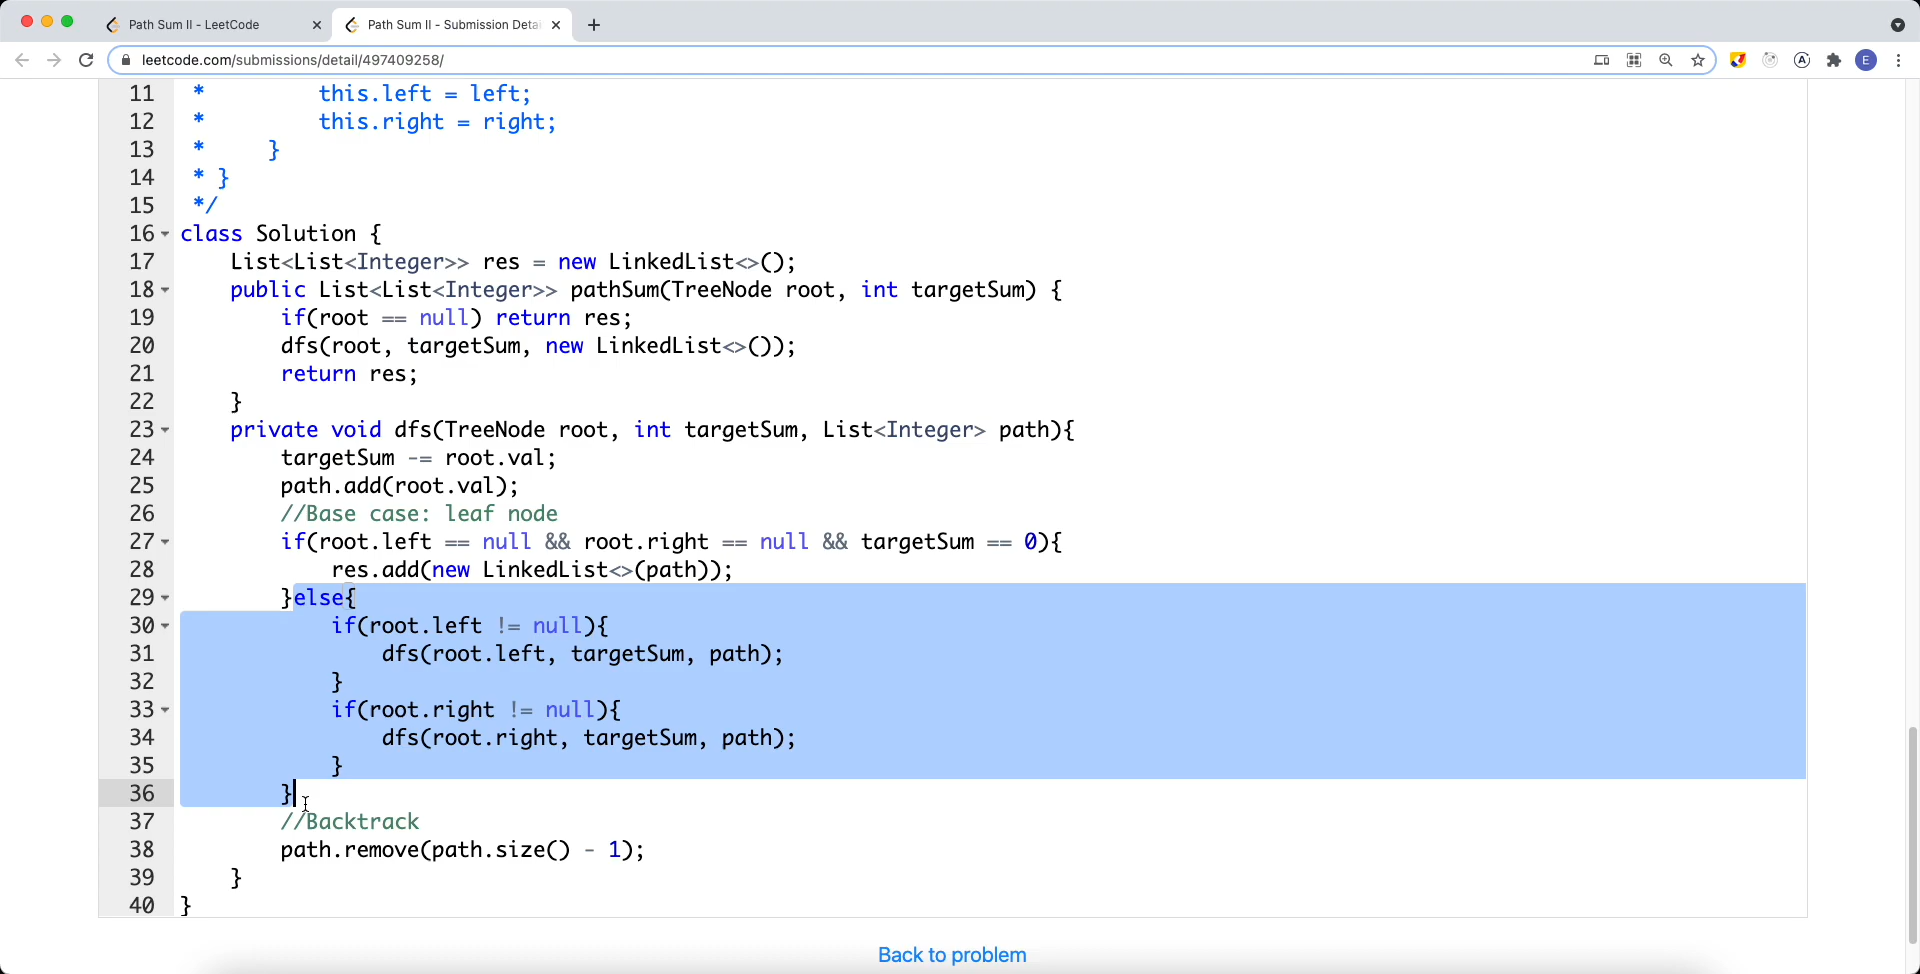 Path Sum II - LeetCode
Path Sum II - Submission Detai
leetcode.com/submissions/detail/497409258/
E
11 *         this.left = left;
12 *         this.right = right;
13 *     }
14 * }
15 */
16 class Solution {
17     List<List<Integer>> res = new LinkedList<>();
18     public List<List<Integer>> pathSum(TreeNode root, int targetSum) {
19         if(root == null) return res;
20         dfs(root, targetSum, new LinkedList<>());
21         return res;
22     }
23     private void dfs(TreeNode root, int targetSum, List<Integer> path){
24         targetSum -= root.val;
25         path.add(root.val);
26         //Base case: leaf node
27         if(root.left == null && root.right == null && targetSum == 0){
28             res.add(new LinkedList<>(path));
29         }else{
30             if(root.left != null){
31                 dfs(root.left, targetSum, path);
32             }
33             if(root.right != null){
34                 dfs(root.right, targetSum, path);
35             }
36         }
37         //Backtrack
38         path.remove(path.size() - 1);
39     }
40 }
Back to problem